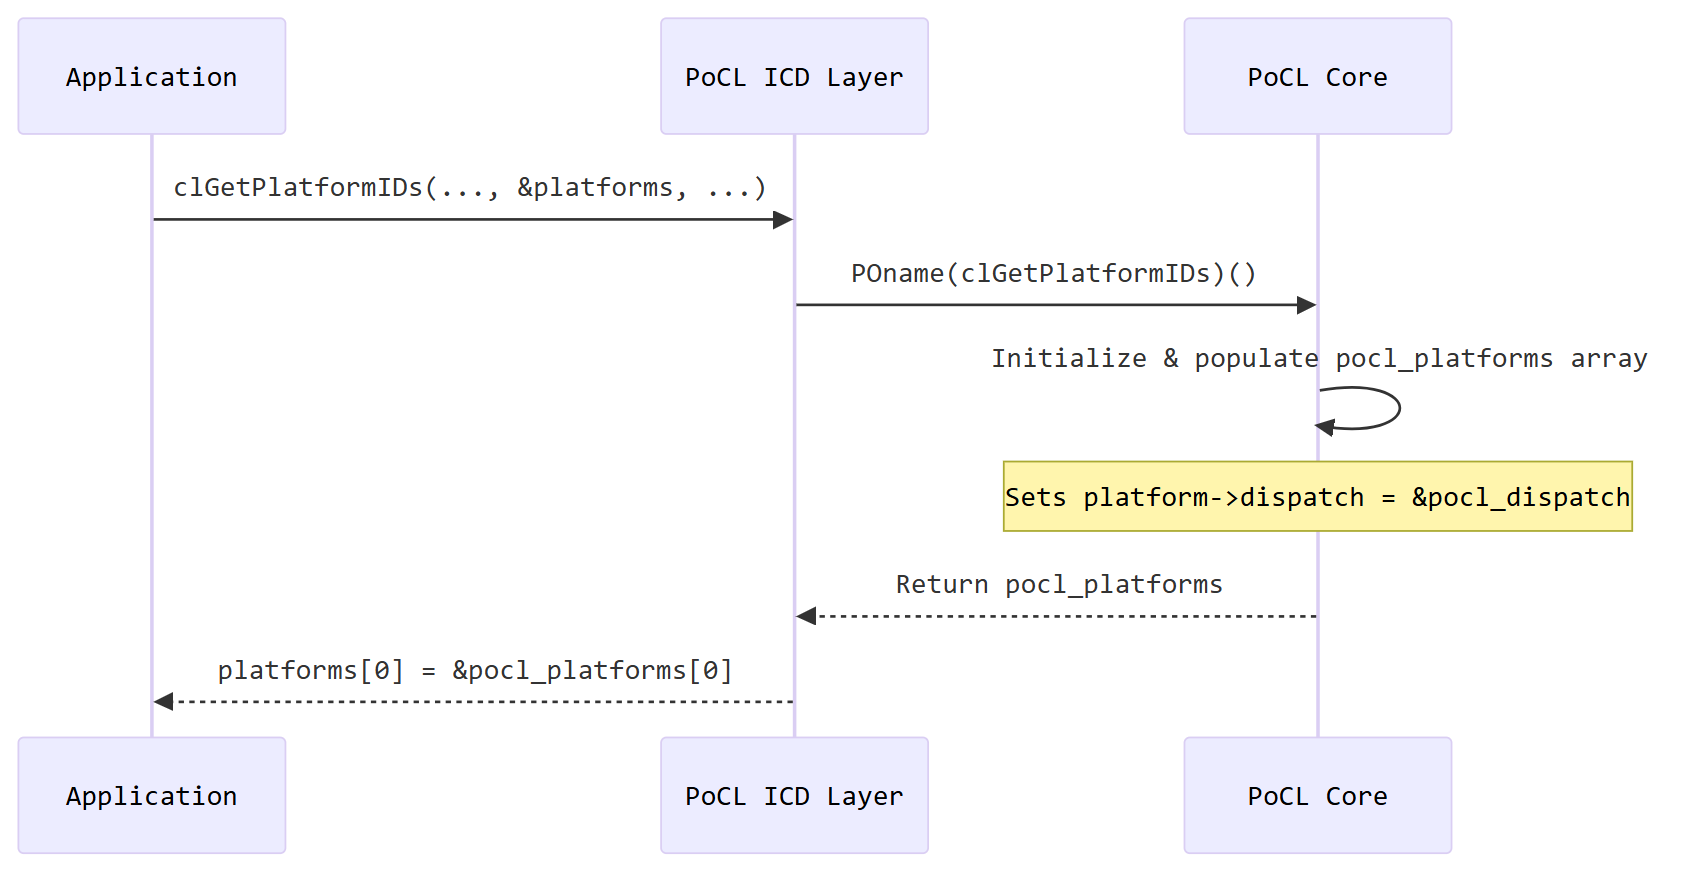 Application
PoCL ICD Layer
PoCL Core
clGetPlatformIDs(..., &platforms, ...)
POname(clGetPlatformIDs)()
Initialize & populate pocl_platforms array
Sets platform->dispatch = &pocl_dispatch
Return pocl_platforms
platforms[0] = &pocl_platforms[0]
Application
PoCL ICD Layer
PoCL Core